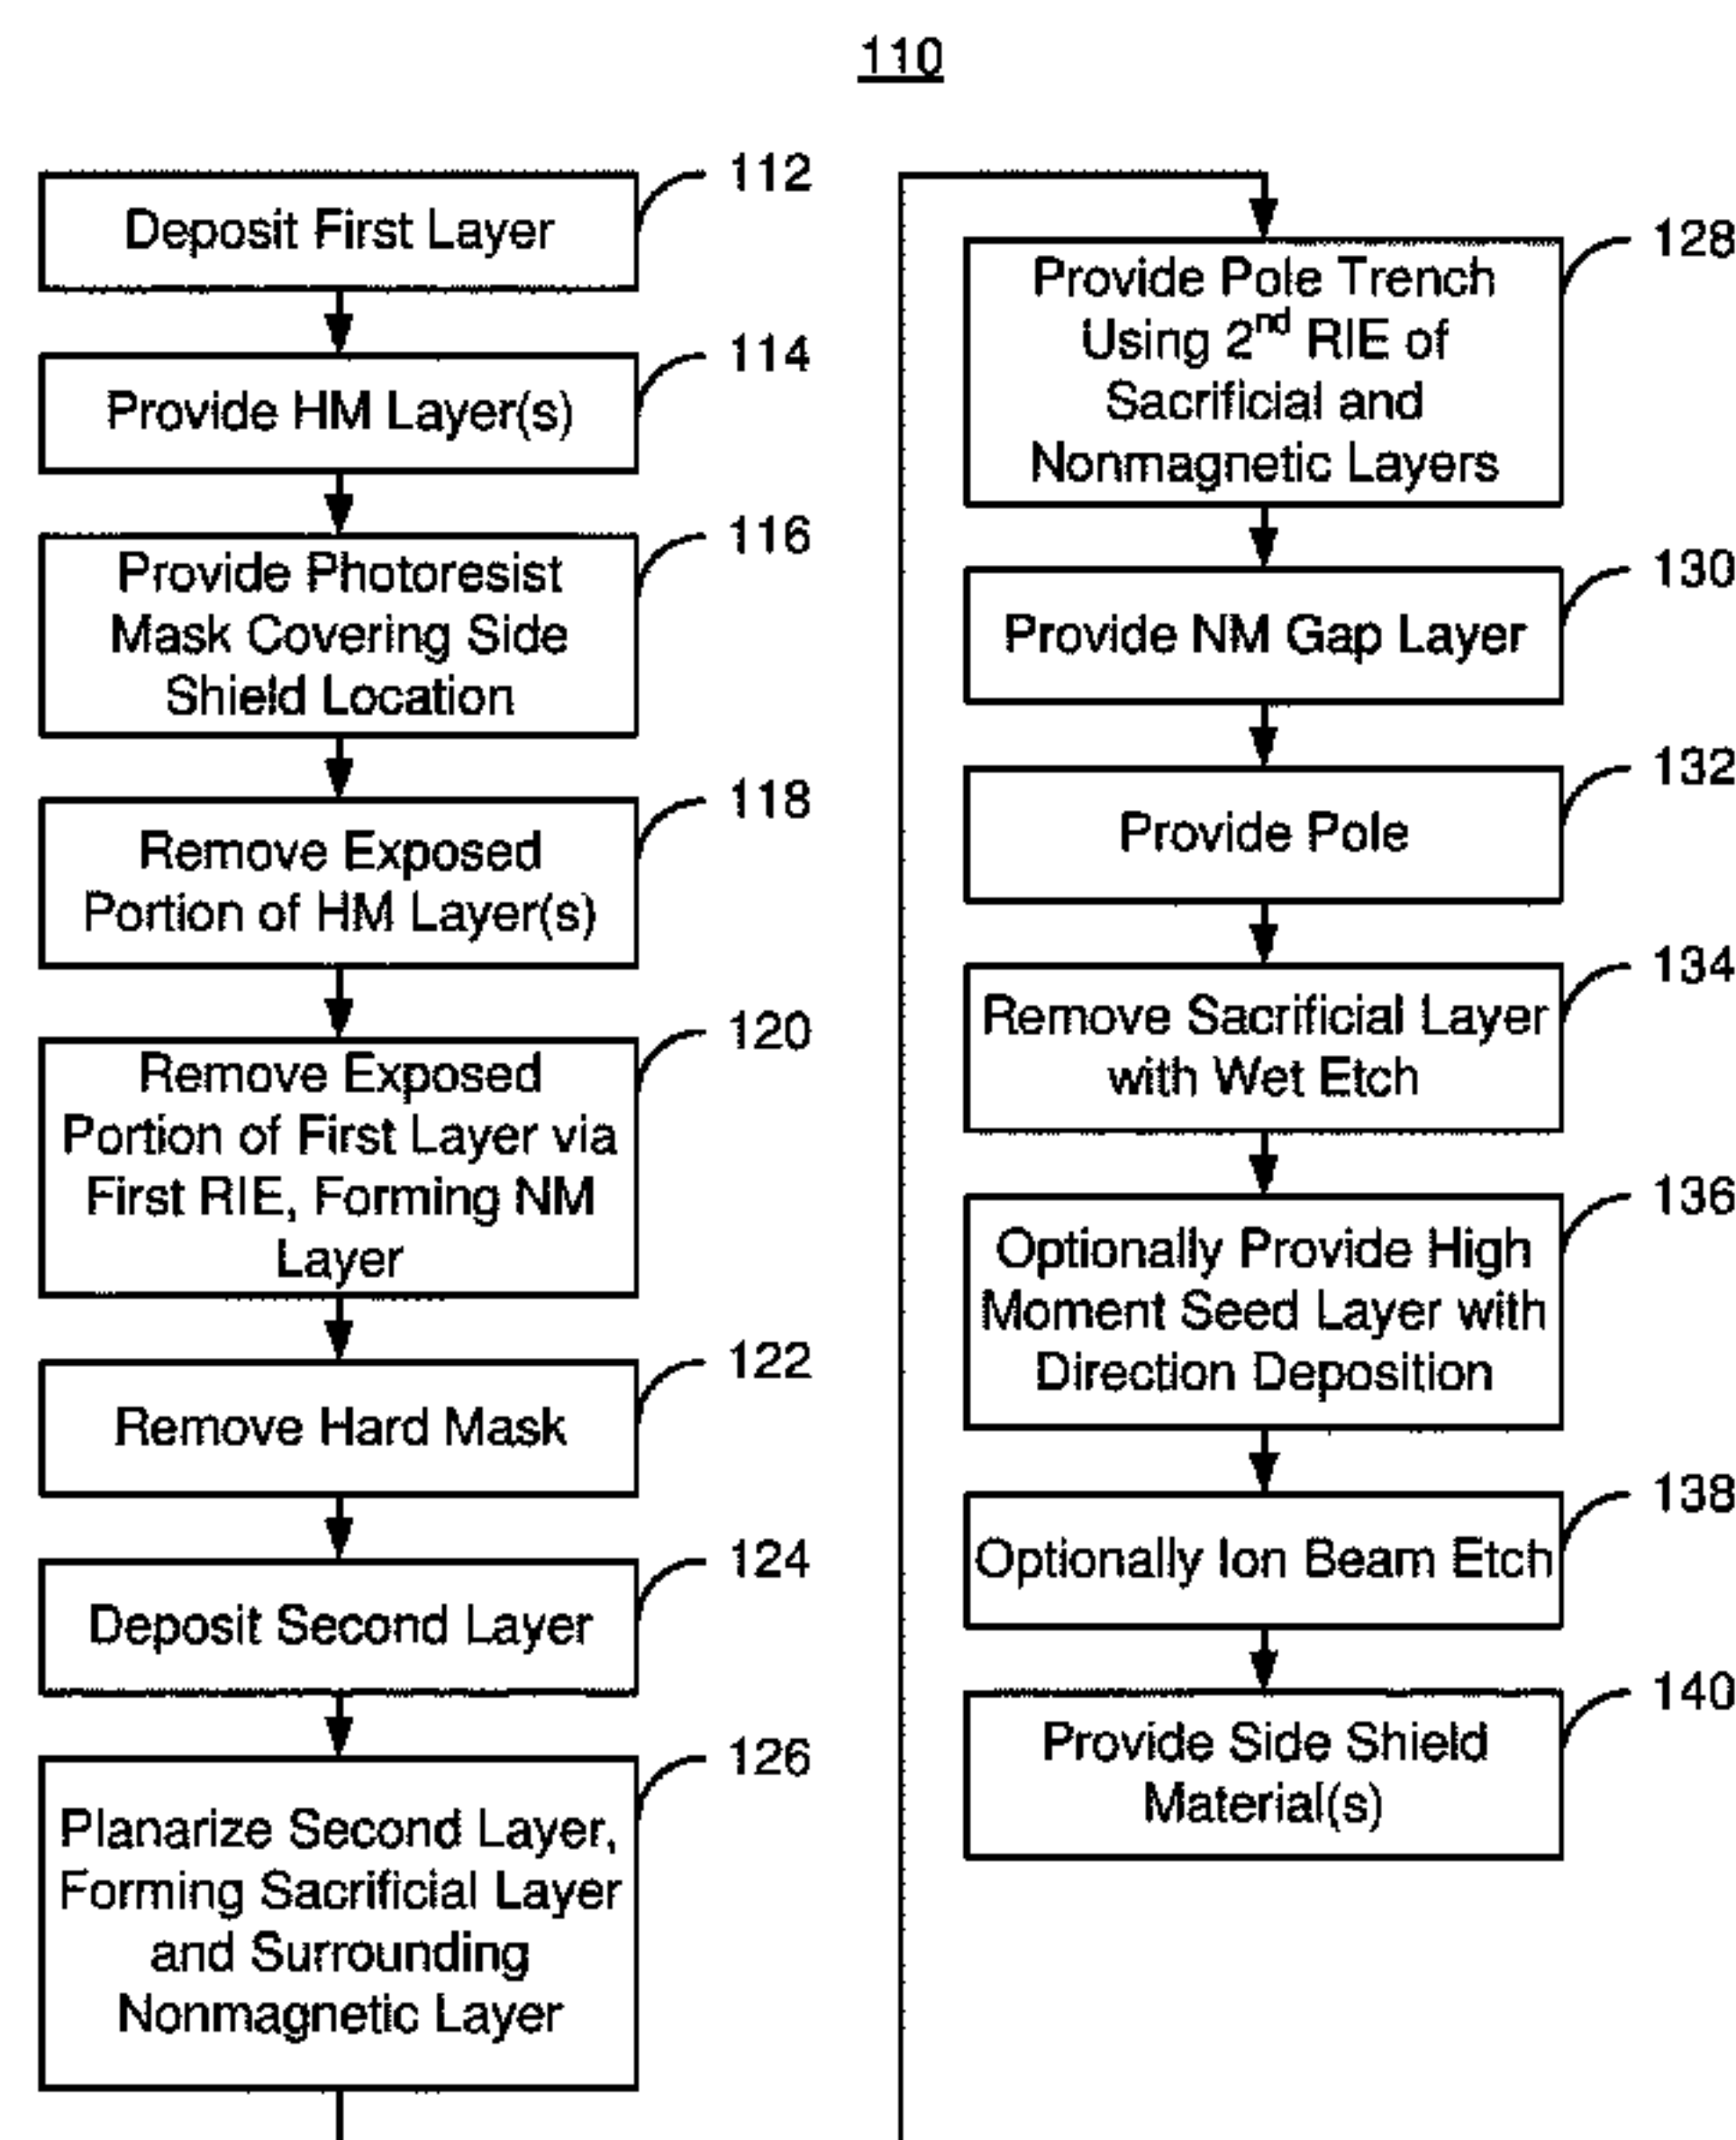 110
112
Deposit First Layer
114
Provide HM Layer(s)
116
Provide Photoresist
Mask Covering Side
Shield Location
118
Remove Exposed
Portion of HM Layer(s)
120
Remove Exposed
Portion of First Layer via
First RIE, Forming NM
Layer
122
Remove Hard Mask
124
Deposit Second Layer
126
Planarize Second Layer,
Forming Sacrificial Layer
and Surrounding
Nonmagnetic Layer
128
Provide Pole Trench
Using 2nd RIE of
Sacrificial and
Nonmagnetic Layers
130
Provide NM Gap Layer
132
Provide Pole
134
Remove Sacrificial Layer
with Wet Etch
136
Optionally Provide High
Moment Seed Layer with
Direction Deposition
138
Optionally Ion Beam Etch
140
Provide Side Shield
Material(s)